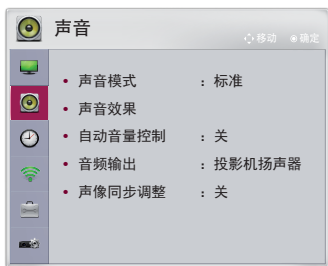 声音
移动 确定
• 声音模式 : 标准
• 声音效果
• 自动音量控制 : 关
• 音频输出 : 投影机扬声器
• 声像同步调整 : 关